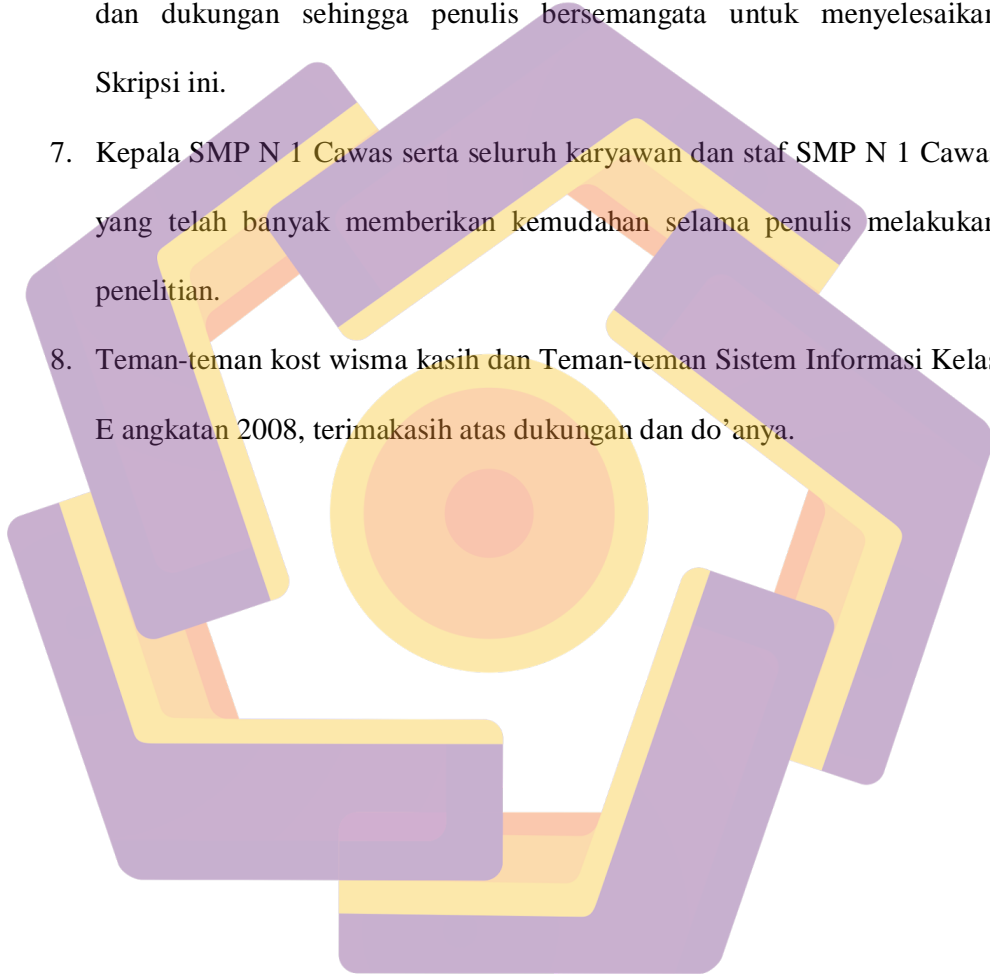 dan dukungan sehingga penulis bersemangata untuk menyelesaikan
Skripsi ini.
7. Kepala SMP N 1 Cawas serta seluruh karyawan dan staf SMP N 1 Cawa
yang telah banyak memberikan kemudahan selama penulis melakukan
penelitian.
8. Teman-teman kost wisma kasih dan Teman-teman Sistem Informasi Kelas
E angkatan 2008, terimakasih atas dukungan dan do’anya.